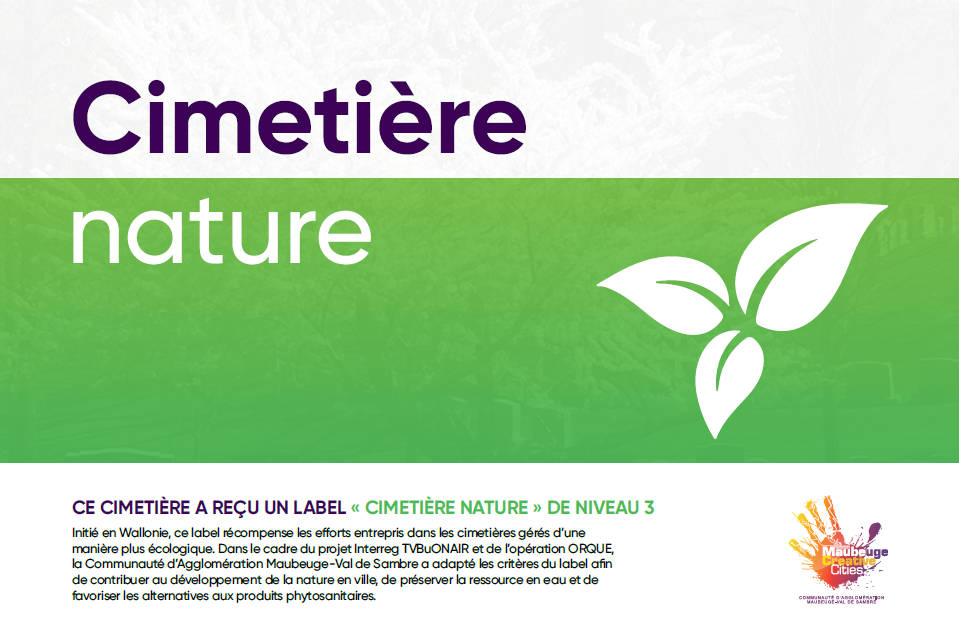 Cimetière
nature
CE CIMETIÈRE A REÇU UN LABEL « CIMETIÈRE NATURE » DE NIVEAU 3
Initié en Wallonie, ce label récompense les efforts entrepris dans les cimetières gérés d’une
manière plus écologique. Dans le cadre du projet Interreg TVBuONAIR et de l’opération ORQUE,
la Communauté d’Agglomération Maubeuge-Val de Sambre a adapté les critères du label afin
de contribuer au développement de la nature en ville, de préserver la ressource en eau et de
favoriser les alternatives aux produits phytosanitaires.
Maubeuge
Creative
Cities
COMMUNAUTÉ D’AGGLOMÉRATION
MAUBEUGE-VAL DE SAMBRE